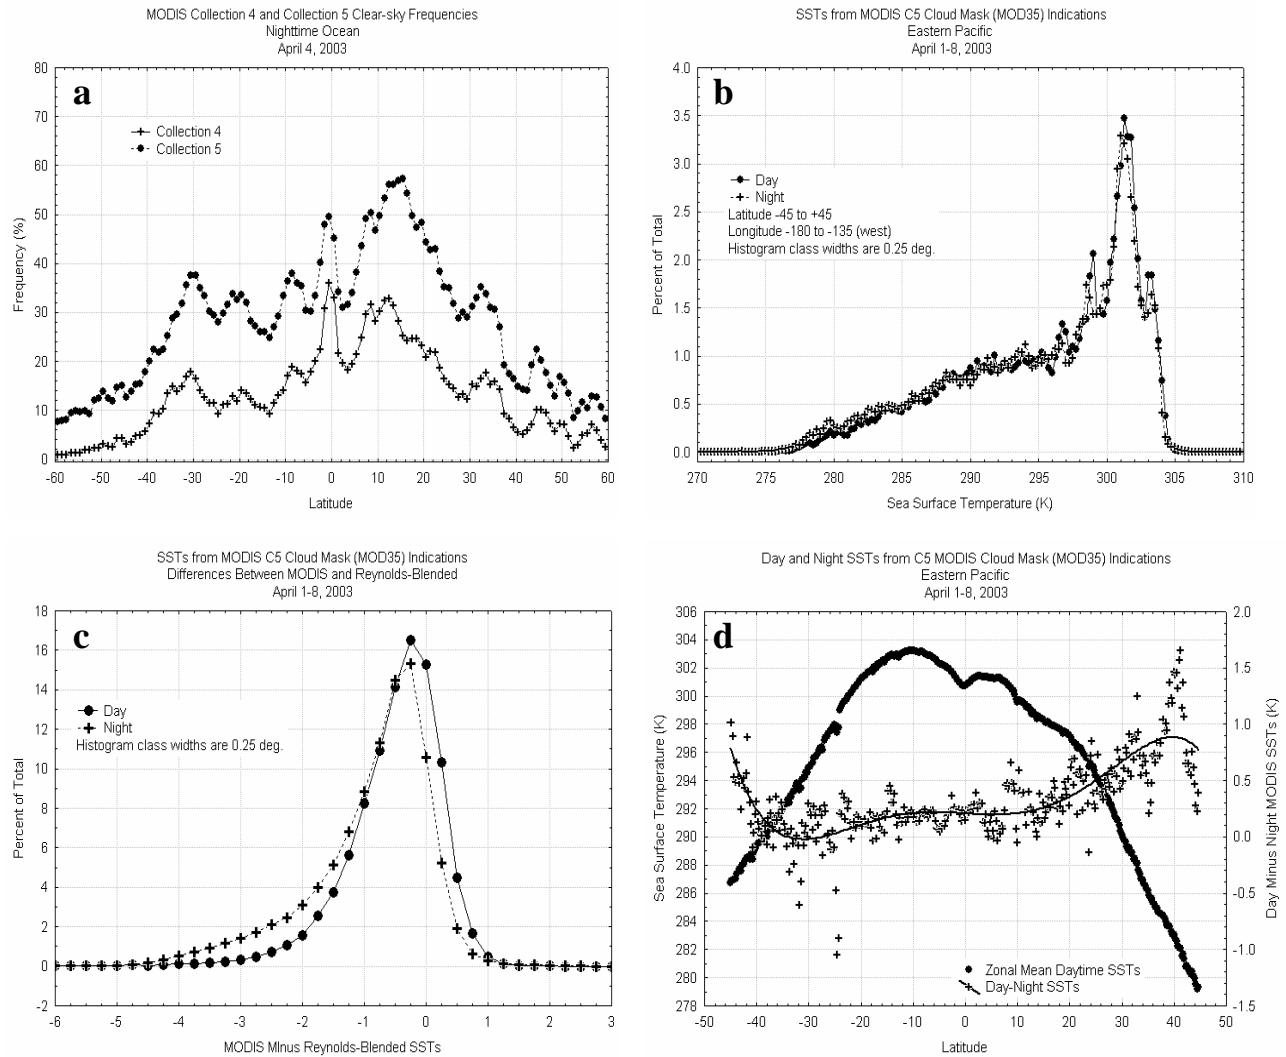 MODIS Collection 4 and Collection 5 Clear-sky Frequencies
Nighttime Ocean
April 4, 2003
a
80
70
60
50
40
30
20
10
0
Frequency (%)
Collection 4
Collection 5
-60 -50 -40 -30 -20 -10 0 10 20 30 40 50 60
Latitude
SSTs from MODIS C5 Cloud Mask (MOD35) Indications
Eastern Pacific
April 1-8, 2003
b
4.0
3.5
3.0
2.5
2.0
1.5
1.0
0.5
0.0
Percent of Total
Day
Night
Latitude -45 to +45
Longitude -180 to -135 (west)
Histogram class widths are 0.25 deg.
270 275 280 285 290 295 300 305 310
Sea Surface Temperature (K)
SSTs from MODIS C5 Cloud Mask (MOD35) Indications
Differences Between MODIS and Reynolds-Blended
April 1-8, 2003
c
18
16
14
12
10
8
6
4
2
0
-2
Percent of Total
Day
Night
Histogram class widths are 0.25 deg.
-6 -5 -4 -3 -2 -1 0 1 2 3
MODIS MInus Reynolds-Blended SSTs
Day and Night SSTs from C5 MODIS Cloud Mask (MOD35) Indications
Eastern Pacific
April 1-8, 2003
d
306
304
302
300
298
296
294
292
290
288
286
284
282
280
278
Sea Surface Temperature (K)
2.0
1.5
1.0
0.5
0.0
-0.5
-1.0
-1.5
Day Minus Night MODIS SSTs (K)
Zonal Mean Daytime SSTs
Day-Night SSTs
-50 -40 -30 -20 -10 0 10 20 30 40 50
Latitude